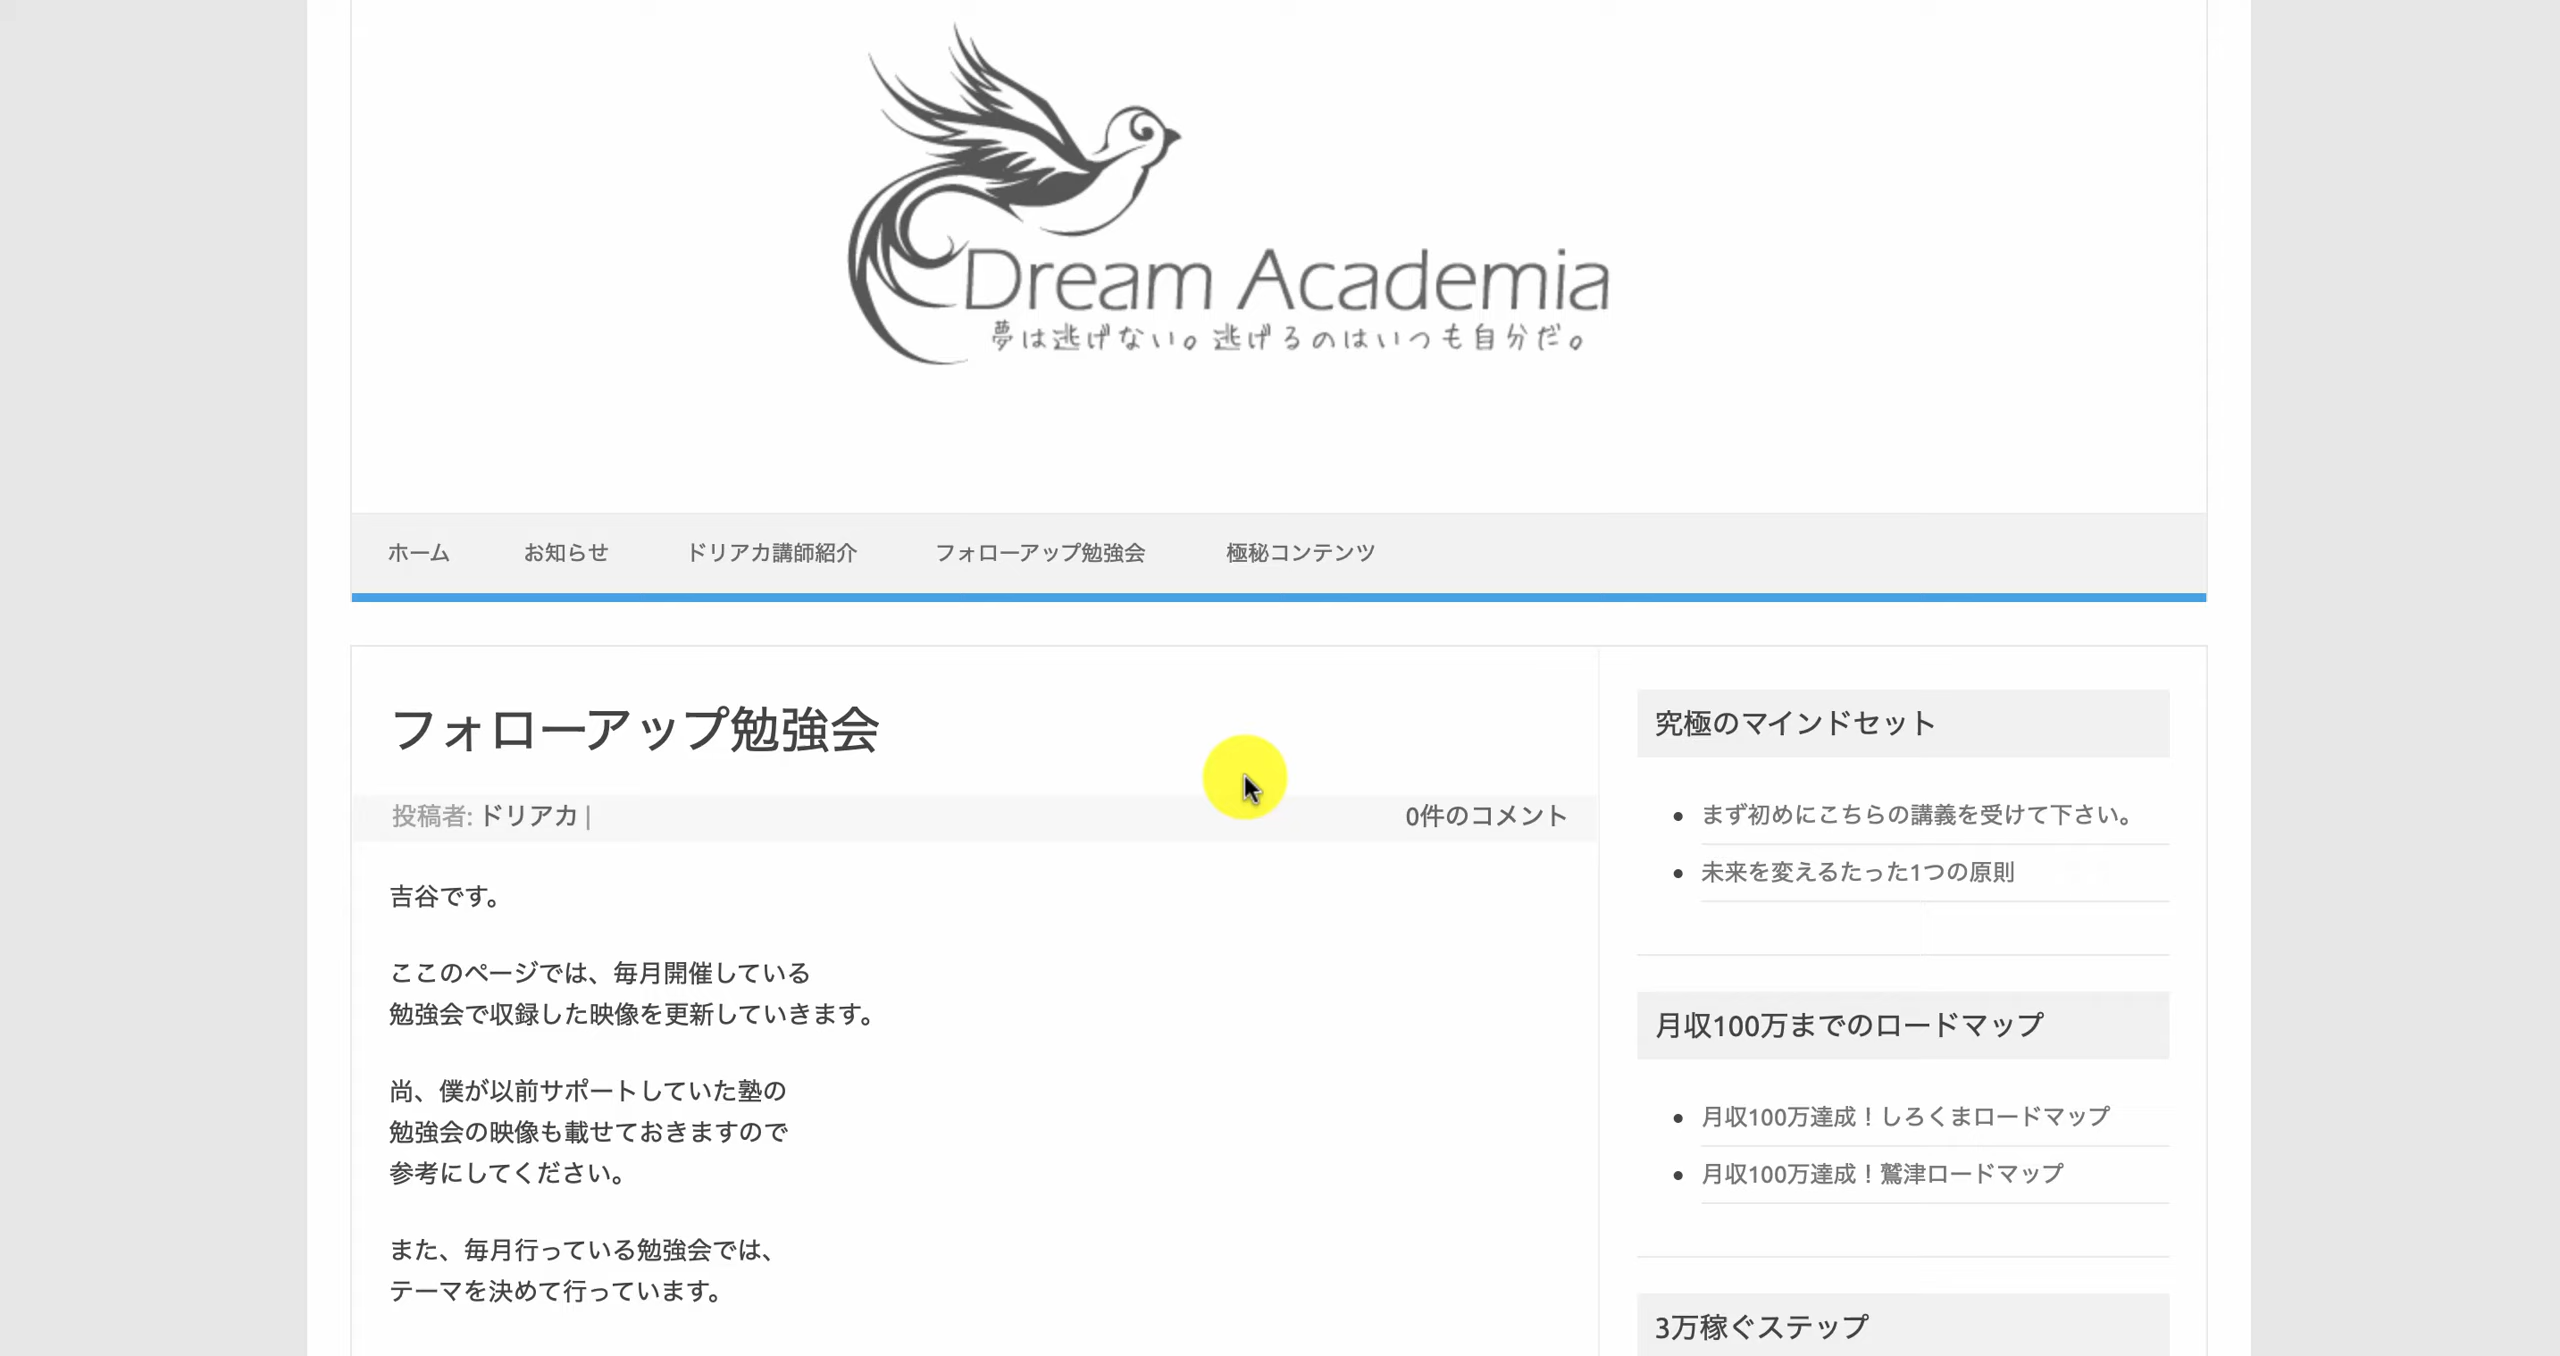 Dream Academia
夢は逃げない。逃げるのはいつも自分だ。
ホーム
お知らせ
ドリアカ講師紹介
フォローアップ勉強会
極秘コンテンツ
フォローアップ勉強会
投稿者: ドリアカ |
0件のコメント
吉谷です。
ここのページでは、毎月開催している
勉強会で収録した映像を更新していきます。
尚、僕が以前サポートしていた塾の
勉強会の映像も載せておきますので
参考にしてください。
また、毎月行っている勉強会では、
テーマを決めて行っています。
究極のマインドセット
まず初めにこちらの講義を受けて下さい。
未来を変えるたった1つの原則
月収100万までのロードマップ
月収100万達成！しろくまロードマップ
月収100万達成！鷲津ロードマップ
3万稼ぐステップ